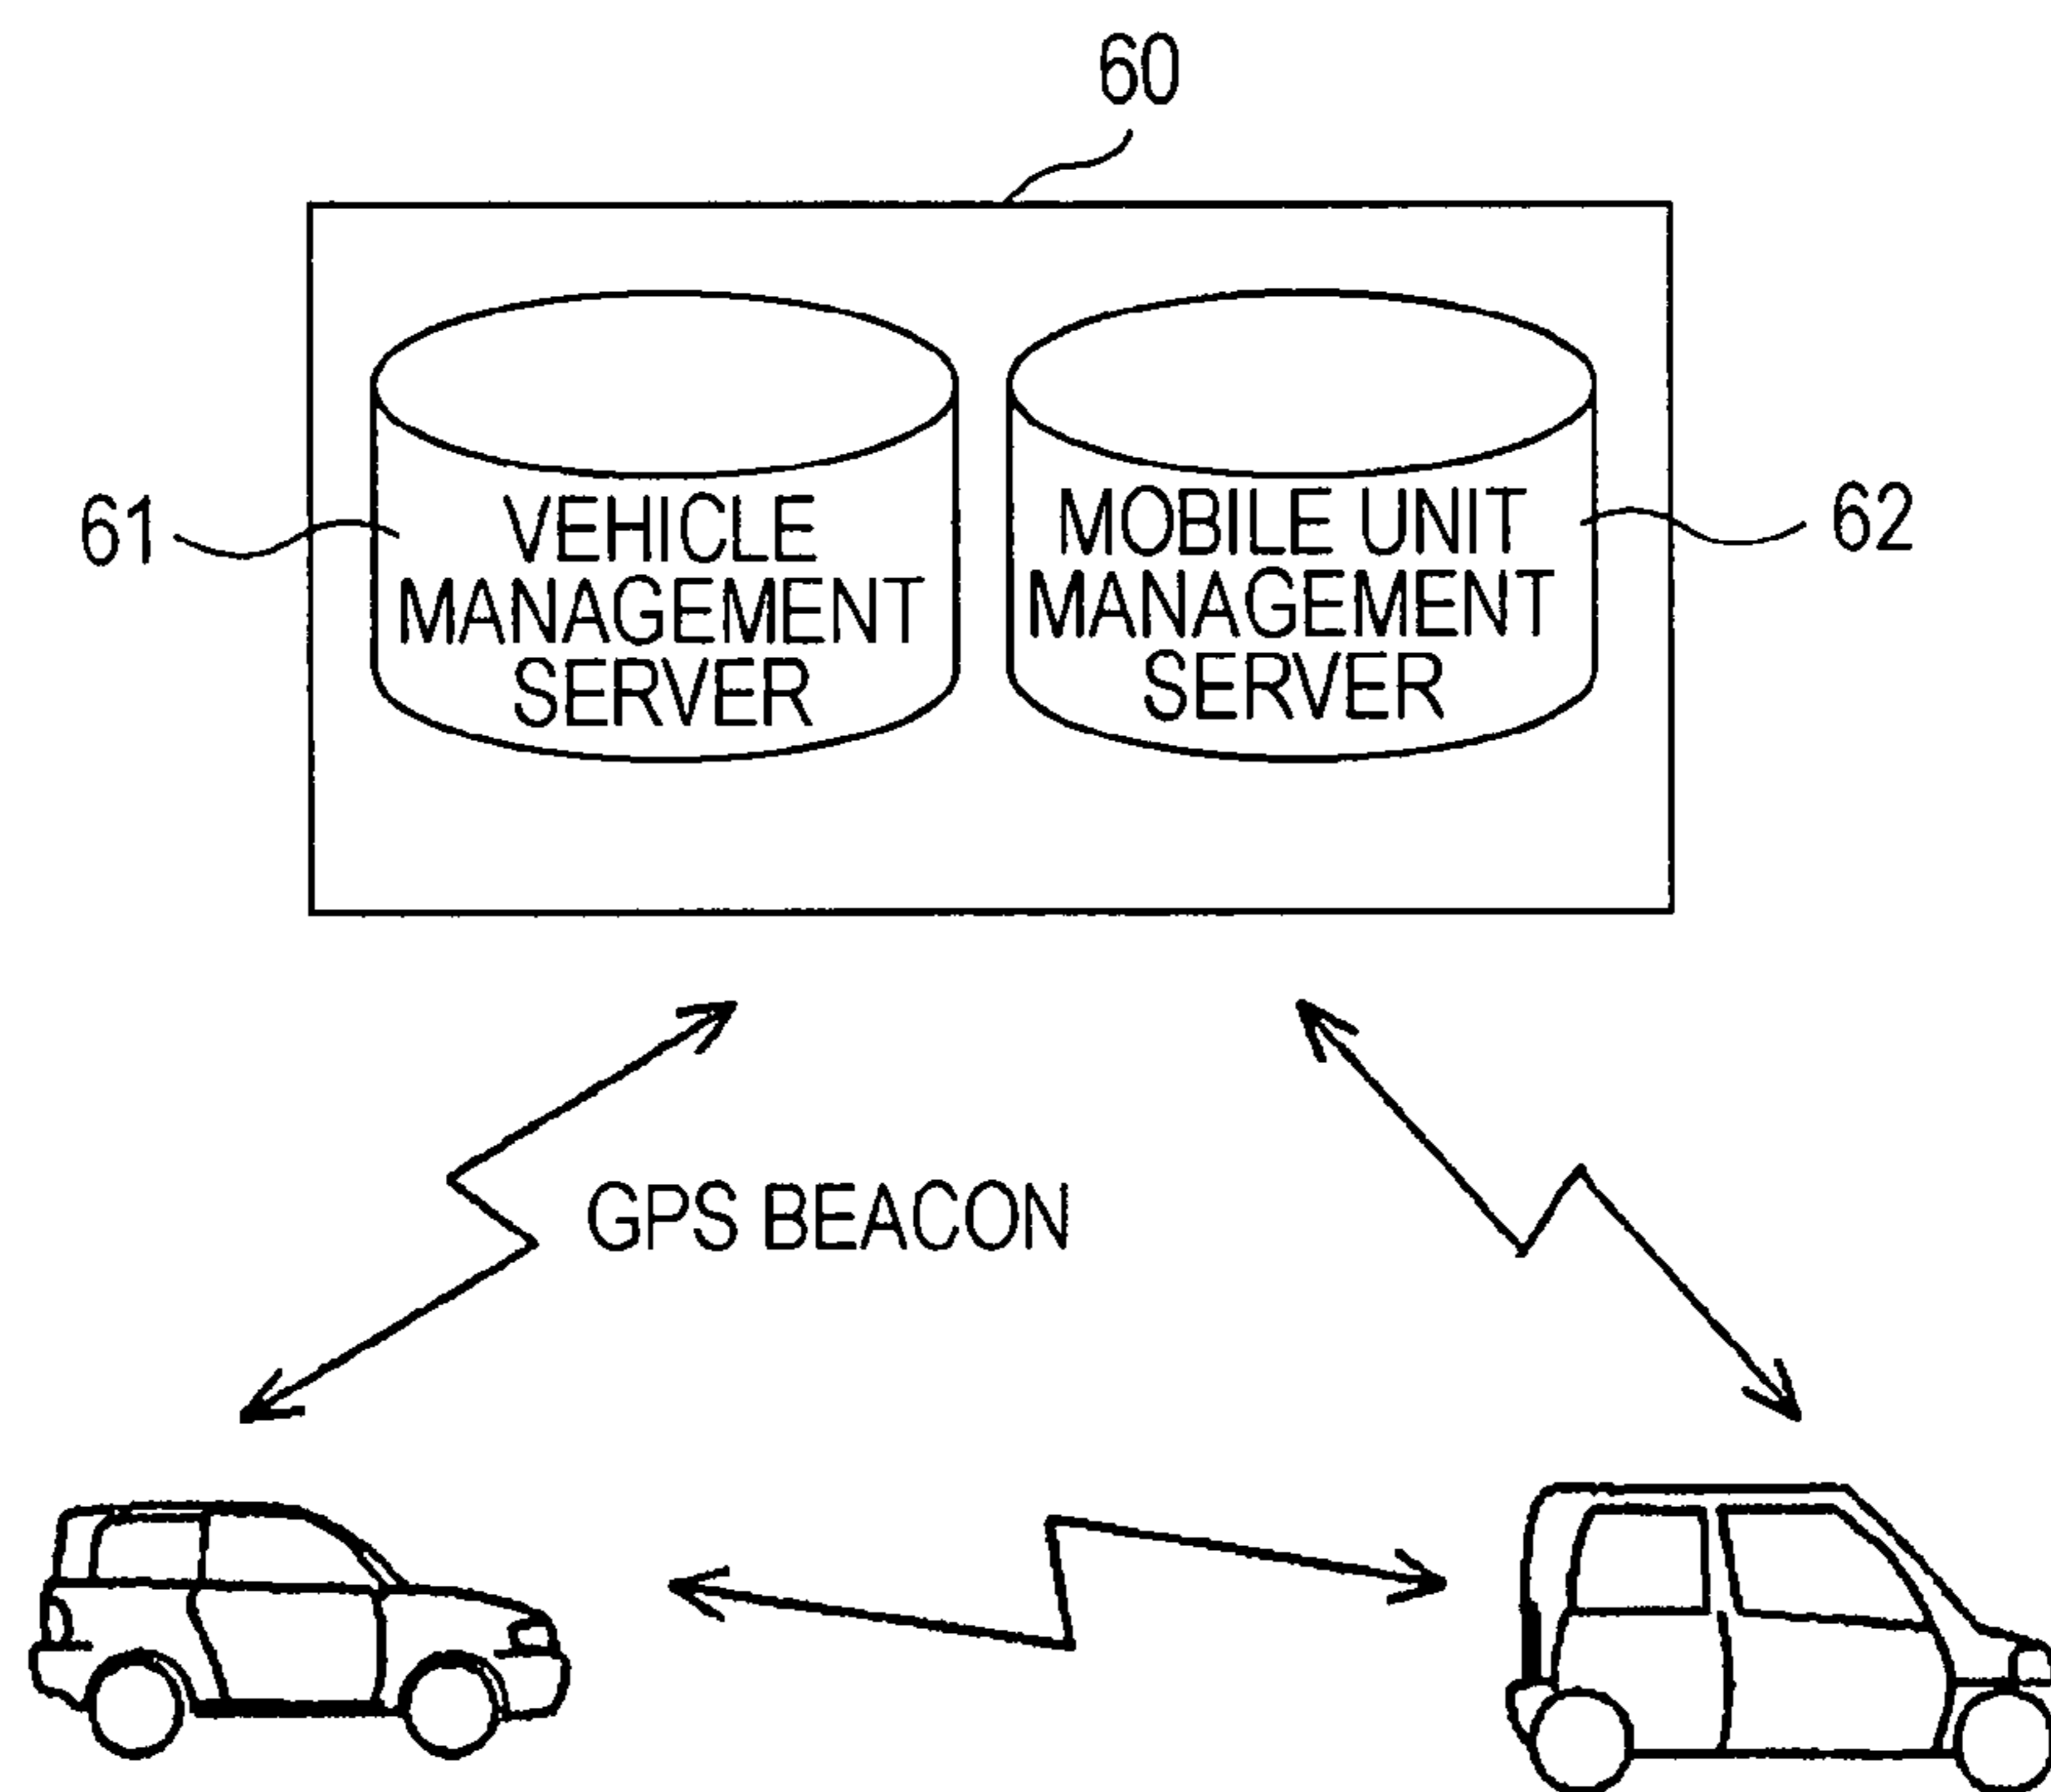 60
61
VEHICLE
MANAGEMENT
SERVER
MOBILE UNIT
MANAGEMENT
SERVER
62
GPS BEACON